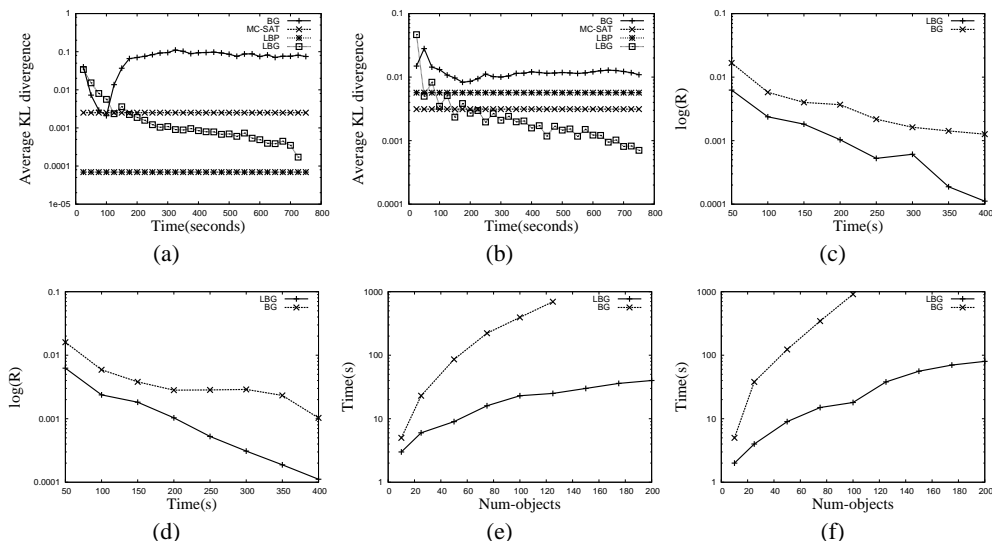 BG
MC-SAT
LBP
LBG
Average KL divergence
1
0.1
0.01
0.001
0.0001
1e-05
0 100 200 300 400 500 600 700 800
Time(seconds)
(a)
BG
LBP
MC-SAT
LBG
Average KL divergence
0.1
0.01
0.001
0.0001
0 100 200 300 400 500 600 700 800
Time(seconds)
(b)
LBG
BG
log(R)
0.1
0.01
0.001
0.0001
50 100 150 200 250 300 350 400
Time(s)
(c)
LBG
BG
log(R)
0.1
0.01
0.001
0.0001
50 100 150 200 250 300 350 400
Time(s)
(d)
LBG
BG
Time(s)
1000
100
10
1
0 20 40 60 80 100 120 140 160 180 200
Num-objects
(e)
LBG
BG
Time(s)
1000
100
10
1
0 20 40 60 80 100 120 140 160 180 200
Num-objects
(f)